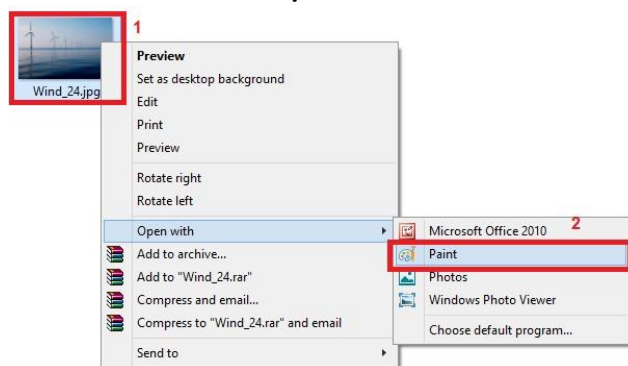 1
Wind_24.jpg
Preview
Set as desktop background
Edit
Print
Preview
Rotate right
Rotate left
Open with
Add to archive...
Add to "Wind_24.rar"
Compress and email...
Compress to "Wind_24.rar" and email
Send to
2
Microsoft Office 2010
Paint
Photos
Windows Photo Viewer
Choose default program...